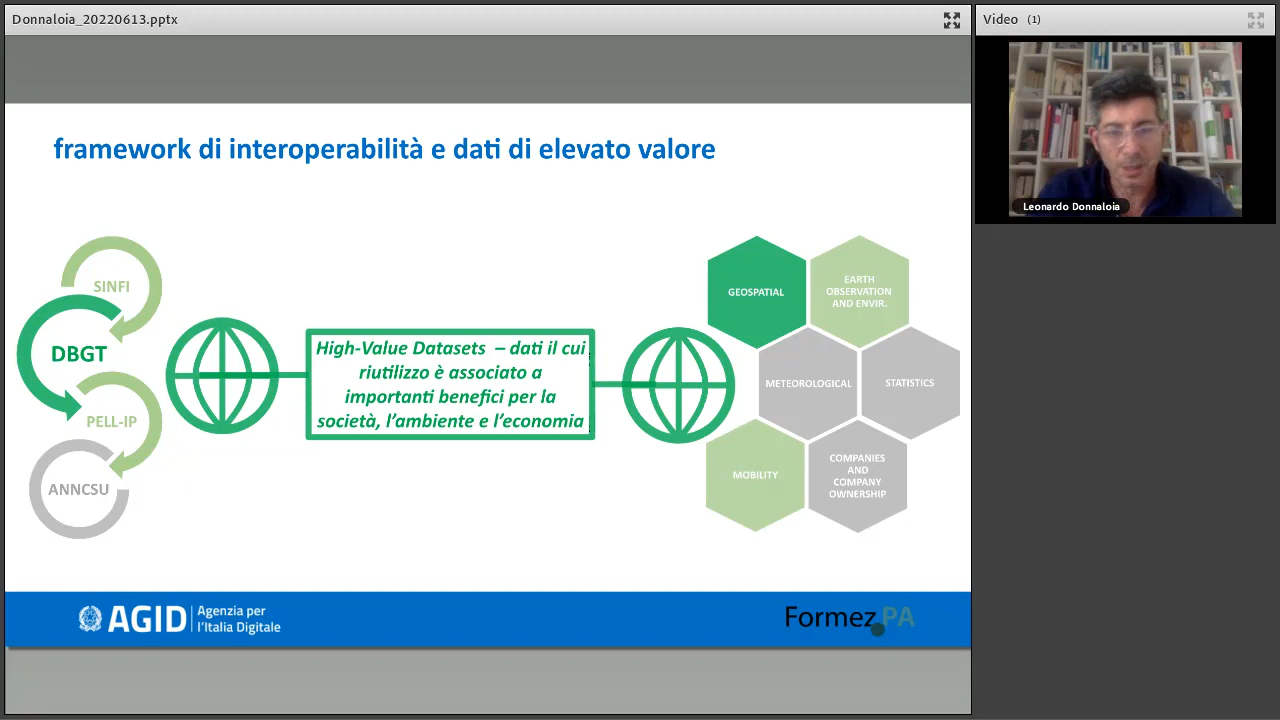 Donnaloia_20220613.pptx
Video (1)
Leonardo Donnaloia
framework di interoperabilità e dati di elevato valore
SINFI
DBGT
PELL-IP
ANNCSU
High-Value Datasets – dati il cui
riutilizzo è associato a
importanti benefici per la
società, l'ambiente e l'economia
GEOSPATIAL
EARTH
OBSERVATION
AND ENVIR.
METEOROLOGICAL
STATISTICS
MOBILITY
COMPANIES
AND
COMPANY
OWNERSHIP
AGID
Agenzia per
l'Italia Digitale
Formez PA